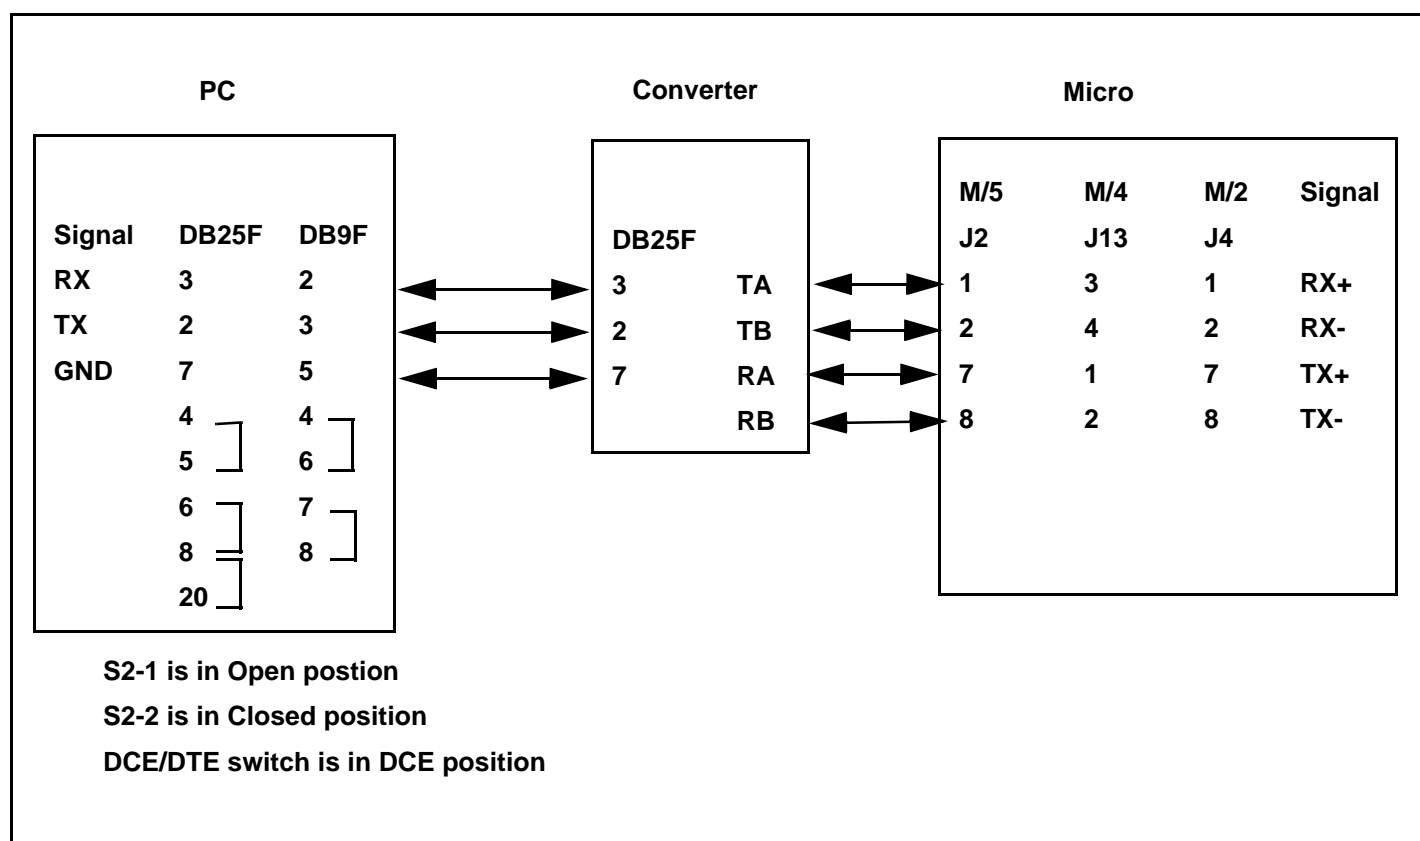 PC Converter Micro
M/5 M/4 M/2 Signal
Signal DB25F DB9F DB25F J2 J13 J4
RX 3 2 3 TA 1 3 1 RX+
TX 2 3 2 TB 2 4 2 RX-
GND 7 5 7 RA 7 1 7 TX+
4 4 RB 8 2 8 TX-
5 6
6 7
8 8
20
S2-1 is in Open postion
S2-2 is in Closed position
DCE/DTE switch is in DCE position